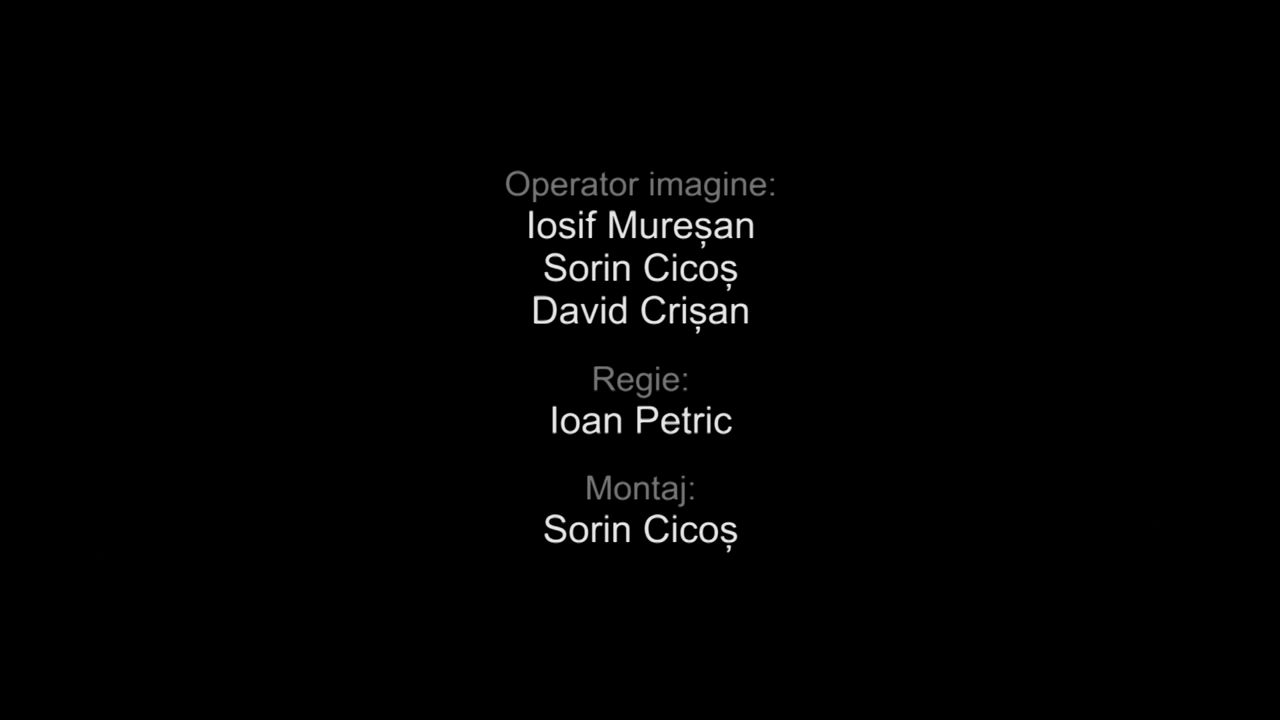 Operator imagine:
Iosif Mureșan
Sorin Cicoș
David Crișan
Regie:
Ioan Petric
Montaj:
Sorin Cicoș